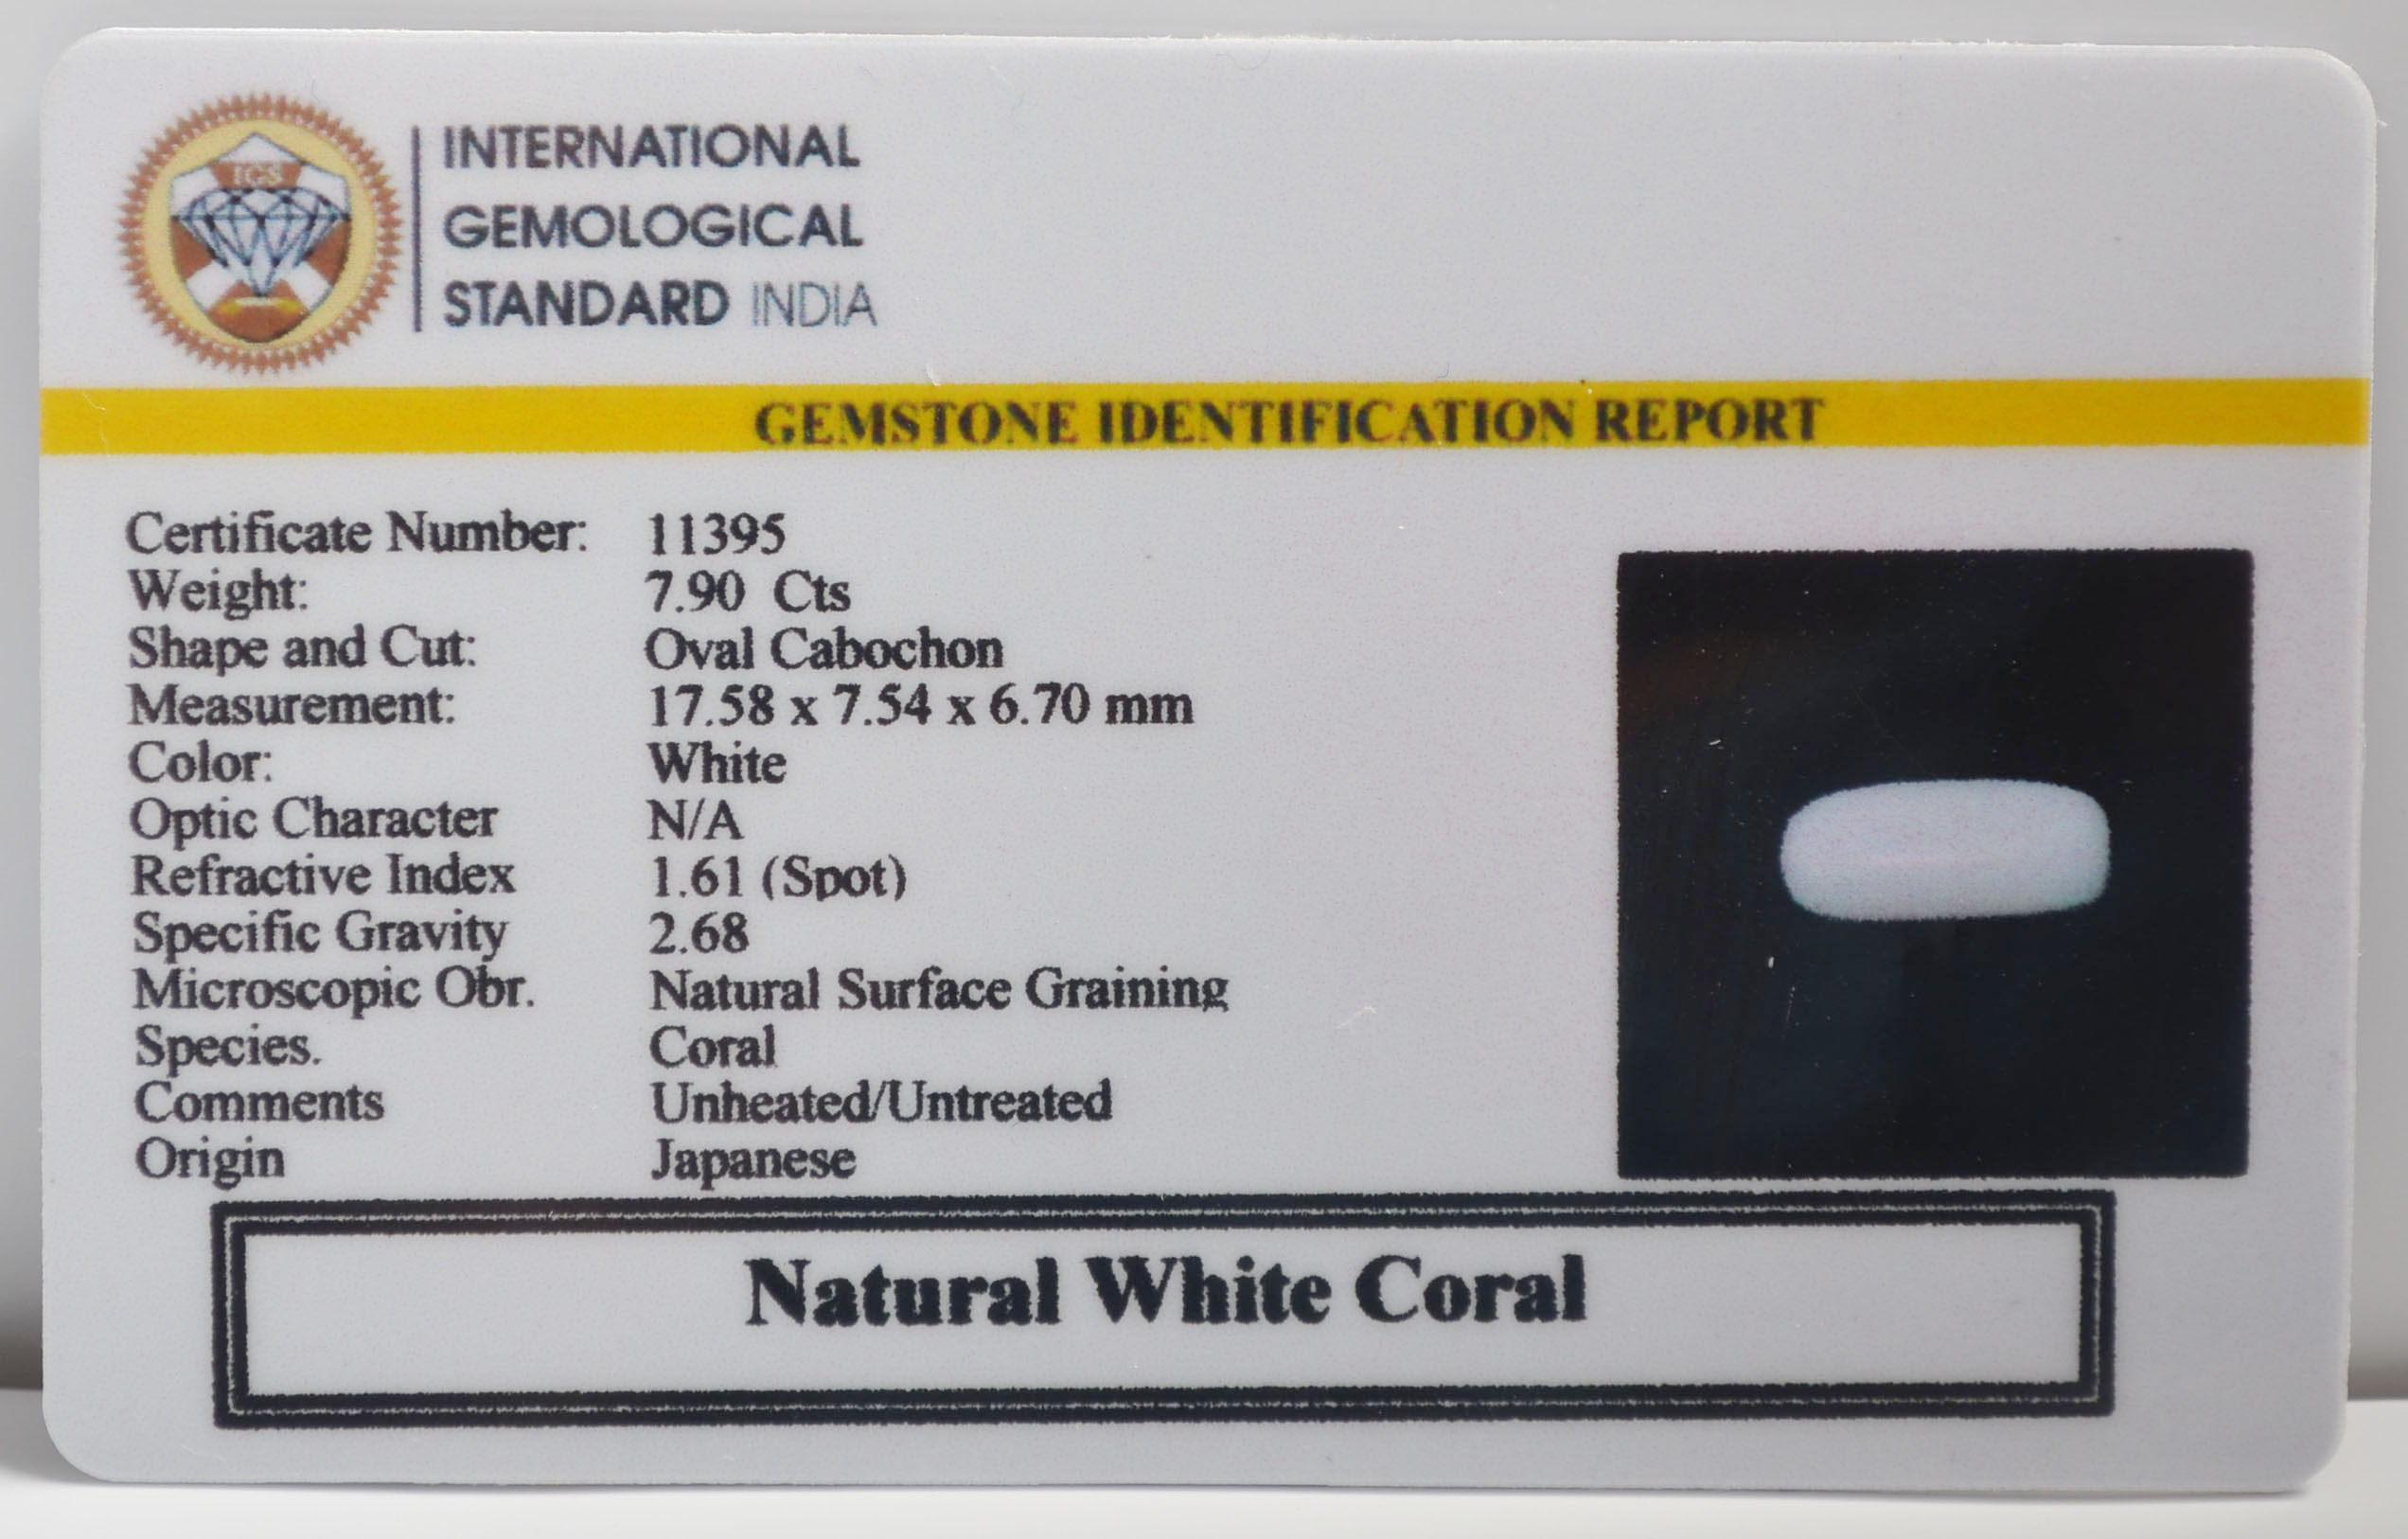 IGS
INTERNATIONAL
GEMOLOGICAL
STANDARD INDIA
GEMSTONE IDENTIFICATION REPORT
Certificate Number: 11395
Weight: 7.90 Cts
Shape and Cut: Oval Cabochon
Measurement: 17.58 x 7.54 x 6.70 mm
Color: White
Optic Character N/A
Refractive Index 1.61 (Spot)
Specific Gravity 2.68
Microscopic Obr. Natural Surface Graining
Species. Coral
Comments Unheated/Untreated
Origin Japanese
Natural White Coral